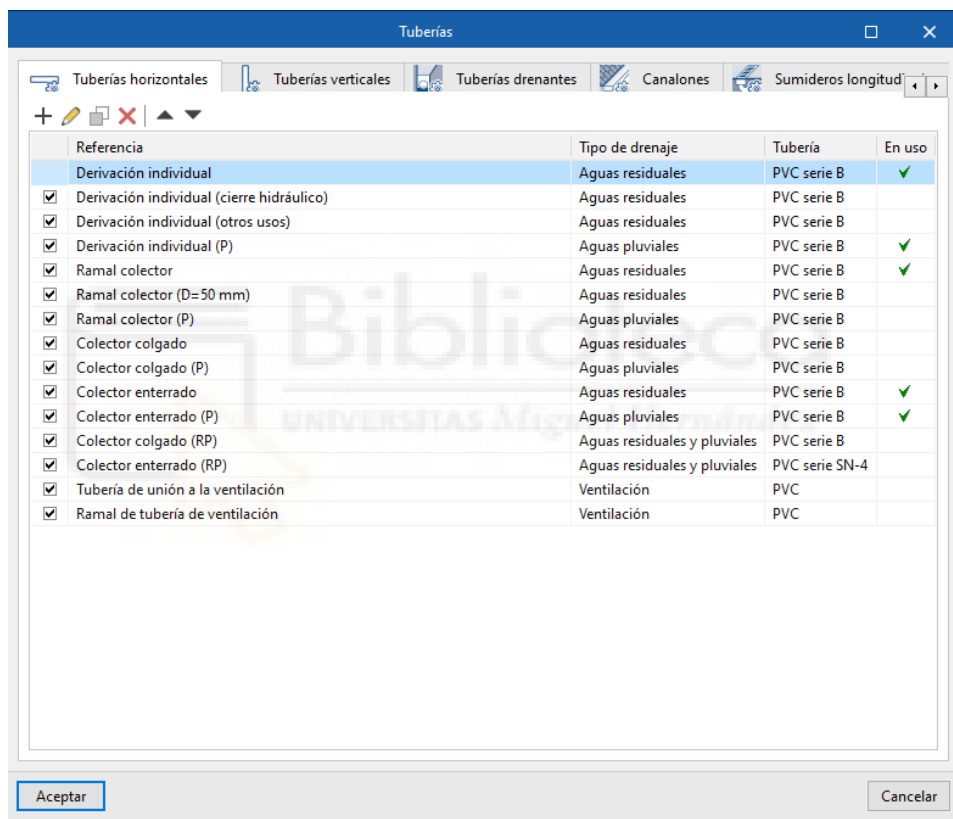 Tuberías
Tuberías horizontales Tuberías verticales Tuberías drenantes Canalones Sumideros
Referencia Tipo de drenaje Tubería En uso
Derivación individual Aguas residuales PVC serie B
Derivación individual (cierre hidráulico) Aguas residuales PVC serie B
Derivación individual (otros usos) Aguas residuales PVC serie B
Derivación individual (P) Aguas pluviales PVC serie B
Ramal colector Aguas residuales PVC serie B
Ramal colector (D=50 mm) Aguas residuales PVC serie B
Ramal colector (P) Aguas pluviales PVC serie B
Colector colgado Aguas residuales PVC serie B
Colector colgado (P) Aguas pluviales PVC serie B
Colector enterrado Aguas residuales PVC serie B
Colector enterrado (P) Aguas pluviales PVC serie B
Colector colgado (RP) Aguas residuales y pluviales PVC serie B
Colector enterrado (RP) Aguas residuales y pluviales PVC serie SN-4
Tubería de unión a la ventilación Ventilación PVC
Ramal de tubería de ventilación Ventilación PVC
Biblioteca
UNIVERSITAS Miguel Hernández
Aceptar Cancelar